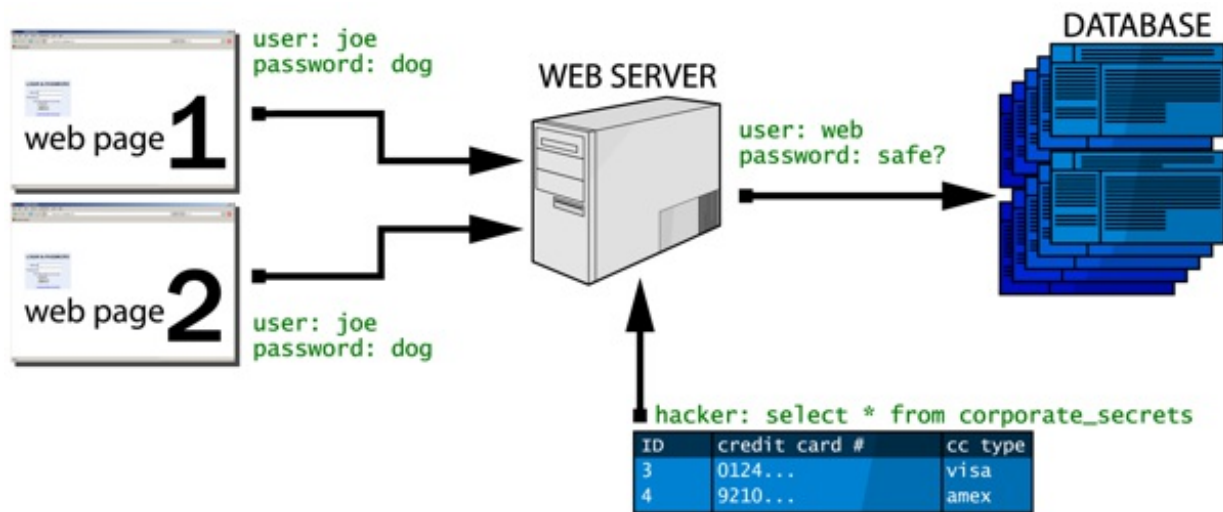 user: joe
password: dog
web page 1
WEB SERVER
DATABASE
user: web
password: safe?
web page 2
user: joe
password: dog
hacker: select * from corporate_secrets
ID credit card # cc type
3 0124... visa
4 9210... amex